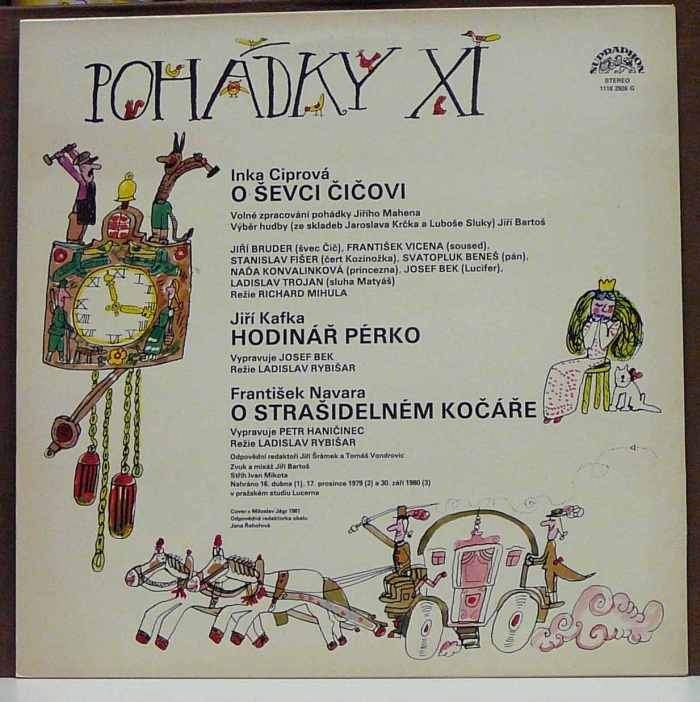 POHÁDKY XI
SUPRAPHON
STEREO
1118 2926 G
Inka Ciprová
O ŠEVCI ČIČOVI
Volné zpracování pohádky Jiřího Mahena
Výběr hudby (ze skladeb Jaroslava Krčka a Luboše Sluky) Jiří Bartoš
JIŘÍ BRUDER (švec Čič), FRANTIŠEK VICENA (soused),
STANISLAV FIŠER (čert Kozinožka), SVATOPLUK BENEŠ (pán),
NAĎA KONVALINKOVÁ (princezna), JOSEF BEK (Lucifer),
LADISLAV TROJAN (sluha Matyáš)
Režie RICHARD MIHULA
Jiří Kafka
HODINÁŘ PÉRKO
Vypravuje JOSEF BEK
Režie LADISLAV RYBIŠAR
František Navara
O STRAŠIDELNÉM KOČÁŘE
Vypravuje PETR HANIČINEC
Režie LADISLAV RYBIŠAR
Odpovědní redaktoři Jiří Šrámek a Tomáš Vondrovic
Zvuk a mixáž Jiří Bartoš
Střih Ivan Mikota
Nahráno 16. dubna (1), 17. prosince 1979 (2) a 30. září 1980 (3)
v pražském studiu Lucerna
Cover © Miloslav Jágr 1981
Odpovědná redaktorka obalu
Jana Rehořová